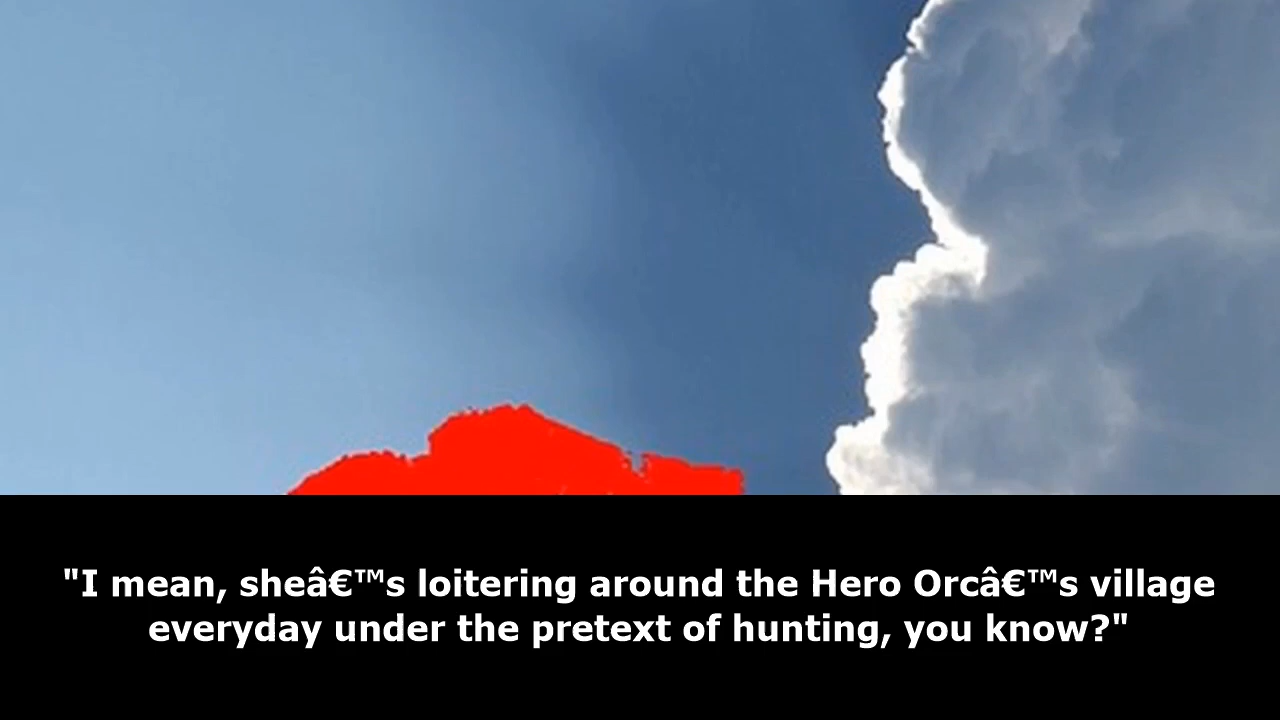 "I mean, sheâ€™s loitering around the Hero Orcâ€™s village
everyday under the pretext of hunting, you know?"